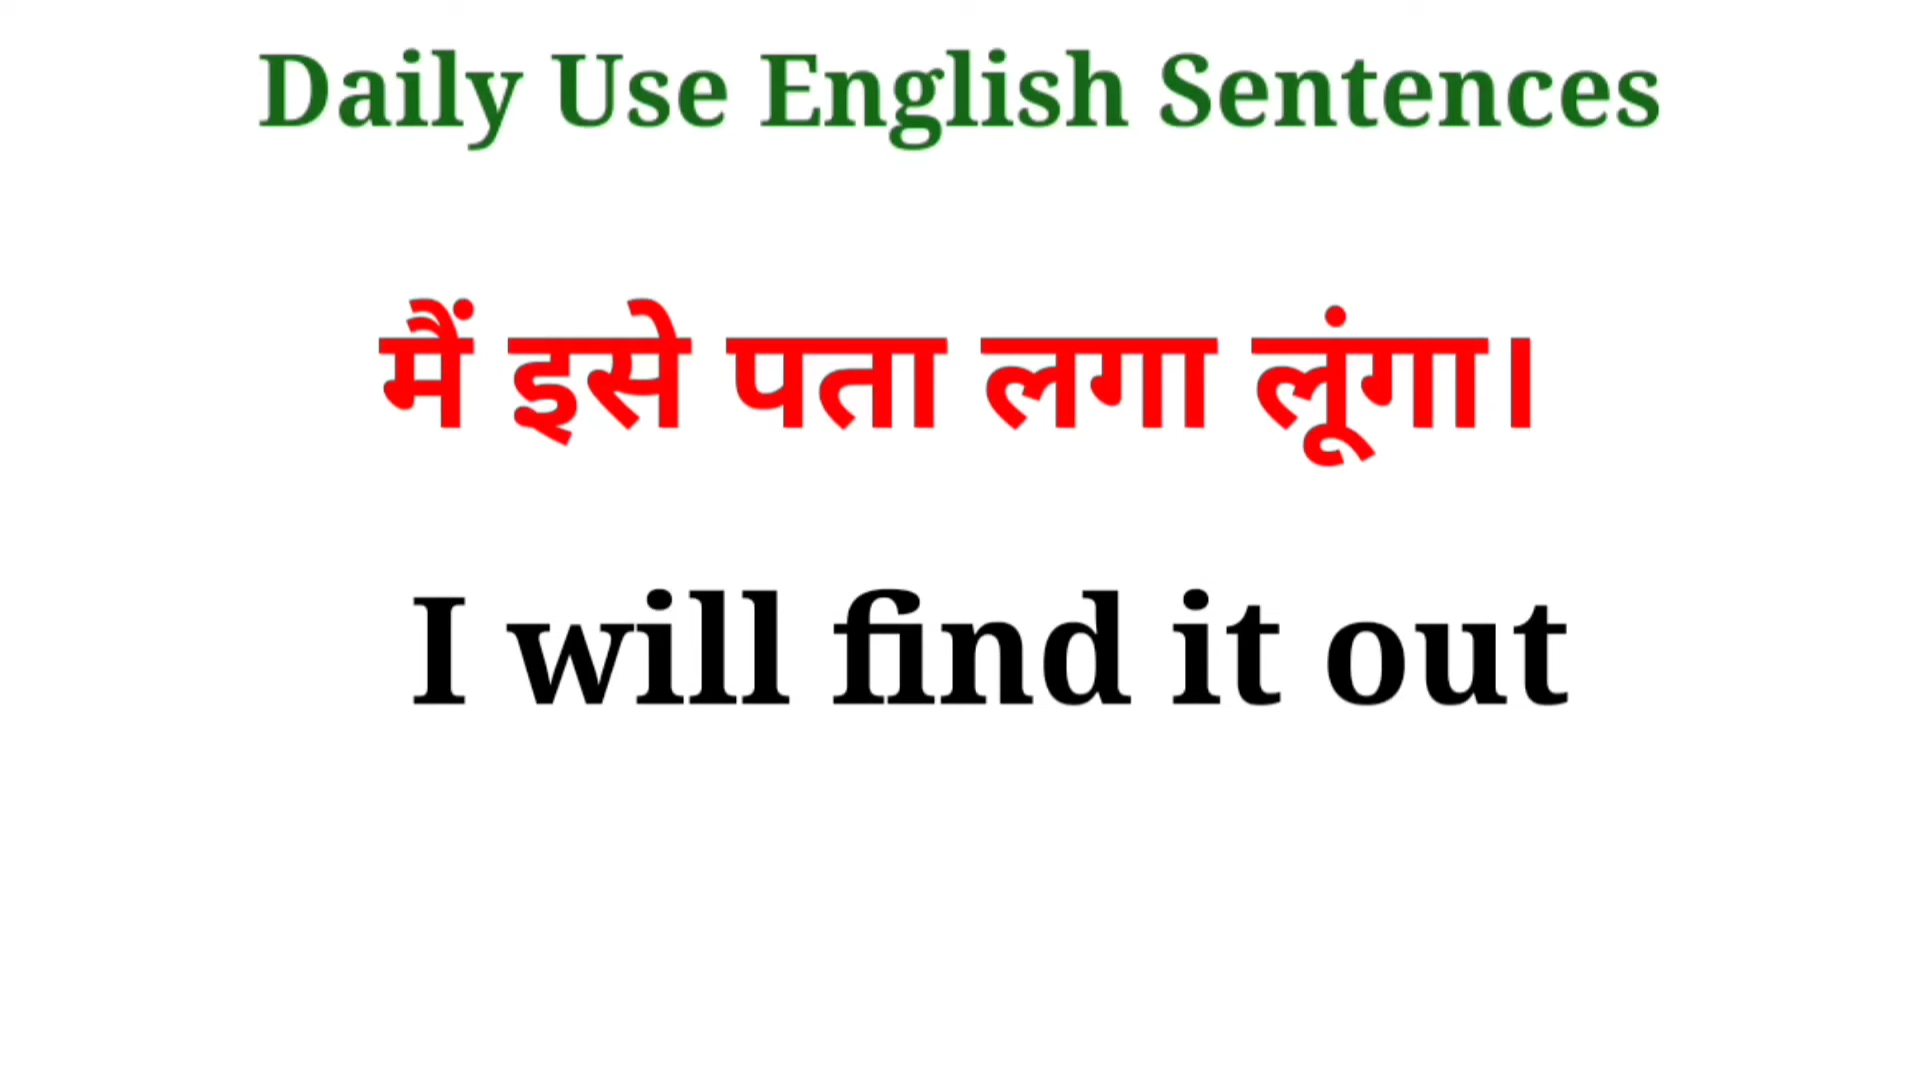 Daily Use English Sentences
मैं इसे पता लगा लूंगा।
I will find it out